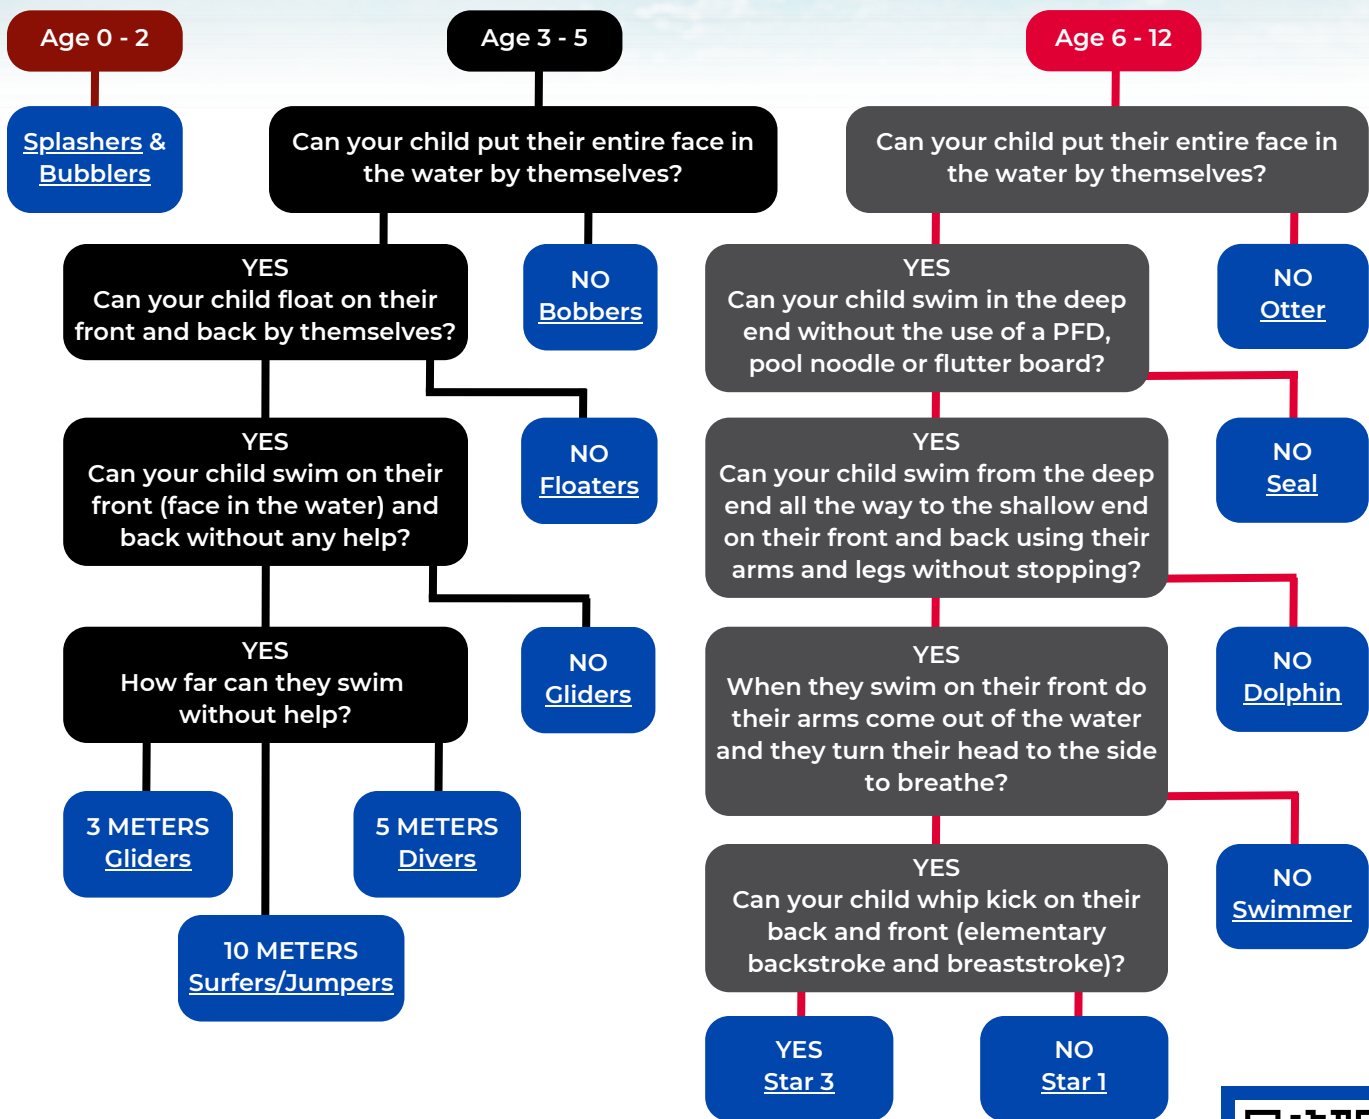 Age 0 - 2
Splashers &
Bubblers
Age 3 - 5
Can your child put their entire face in
the water by themselves?
NO
Bobbers
YES
Can your child float on their
front and back by themselves?
NO
Floaters
YES
Can your child swim on their
front (face in the water) and
back without any help?
NO
Gliders
YES
How far can they swim
without help?
3 METERS
Gliders
5 METERS
Divers
10 METERS
Surfers/Jumpers
Age 6 - 12
Can your child put their entire face in
the water by themselves?
NO
Otter
YES
Can your child swim in the deep
end without the use of a PFD,
pool noodle or flutter board?
NO
Seal
YES
Can your child swim from the deep
end all the way to the shallow end
on their front and back using their
arms and legs without stopping?
NO
Dolphin
YES
When they swim on their front do
their arms come out of the water
and they turn their head to the side
to breathe?
NO
Swimmer
YES
Can your child whip kick on their
back and front (elementary
backstroke and breaststroke)?
YES
Star 3
NO
Star 1